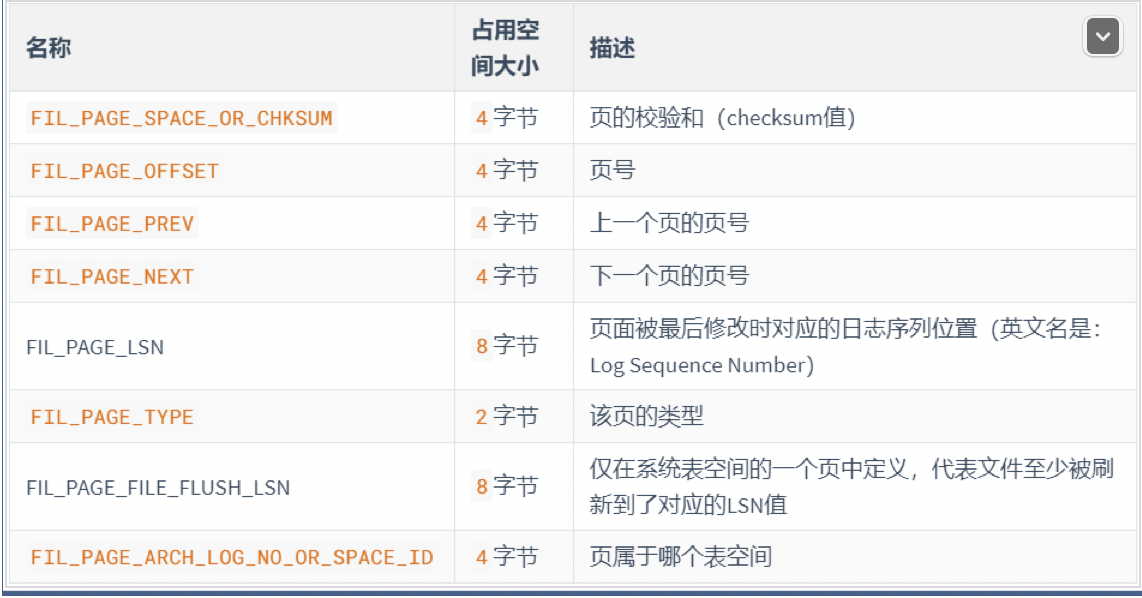 名称 占用空间大小 描述
FIL_PAGE_SPACE_OR_CHKSUM 4 字节 页的校验和（checksum值)
FIL_PAGE_OFFSET 4 字节 页号
FIL_PAGE_PREV 4 字节 上一个页的页号
FIL_PAGE_NEXT 4 字节 下一个页的页号
FIL_PAGE_LSN 8 字节 页面被最后修改时对应的日志序列位置（英文名是：
Log Sequence Number)
FIL_PAGE_TYPE 2 字节 该页的类型
FIL_PAGE_FILE_FLUSH_LSN 8 字节 仅在系统表空间的一个页中定义，代表文件至少被刷
新到了对应的LSN值
FIL_PAGE_ARCH_LOG_NO_OR_SPACE_ID 4 字节 页属于哪个表空间